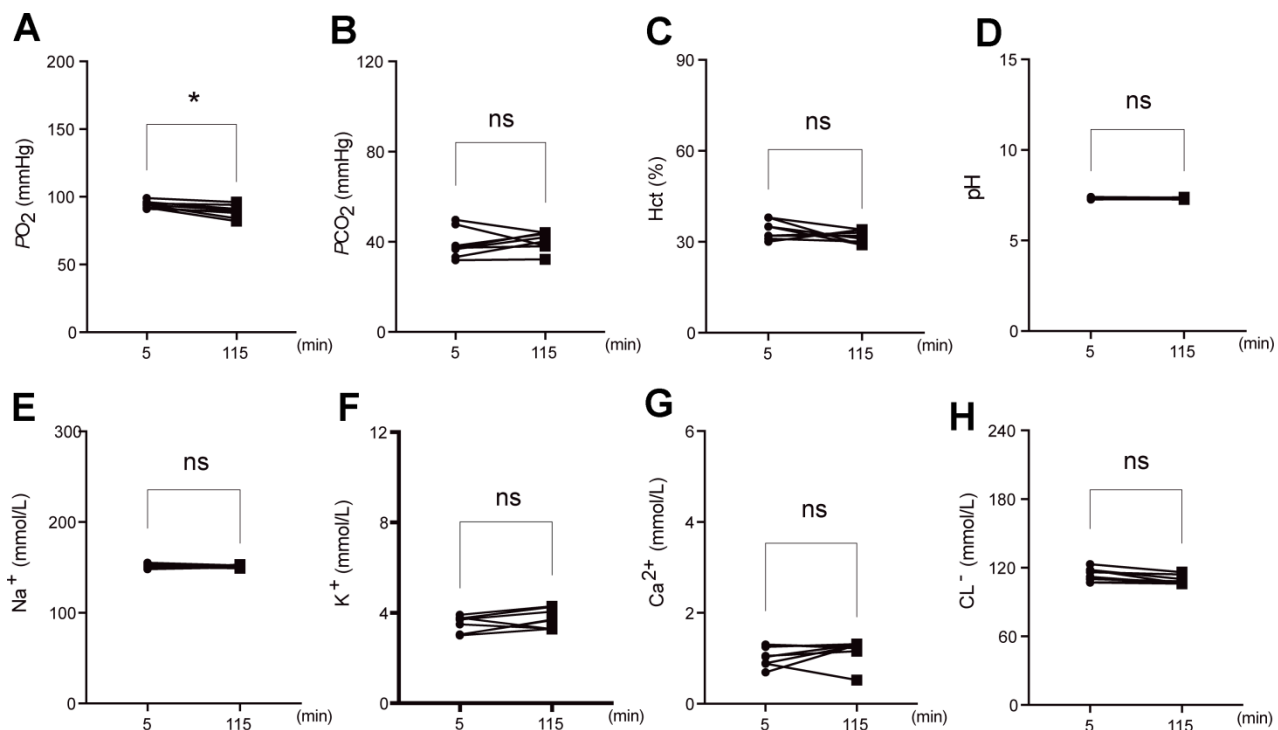 A
PO₂ (mmHg)
200
150
100
50
0
*
5
115
(min)
B
PCO₂ (mmHg)
120
80
40
0
ns
5
115
(min)
C
Hct (%)
90
60
30
0
ns
5
115
(min)
D
pH
15
10
5
0
ns
5
115
(min)
E
Na⁺ (mmol/L)
300
200
100
0
ns
5
115
(min)
F
K⁺ (mmol/L)
12
8
4
0
ns
5
115
(min)
G
Ca²⁺ (mmol/L)
6
4
2
0
ns
5
115
(min)
H
CL⁻ (mmol/L)
240
180
120
60
0
ns
5
115
(min)